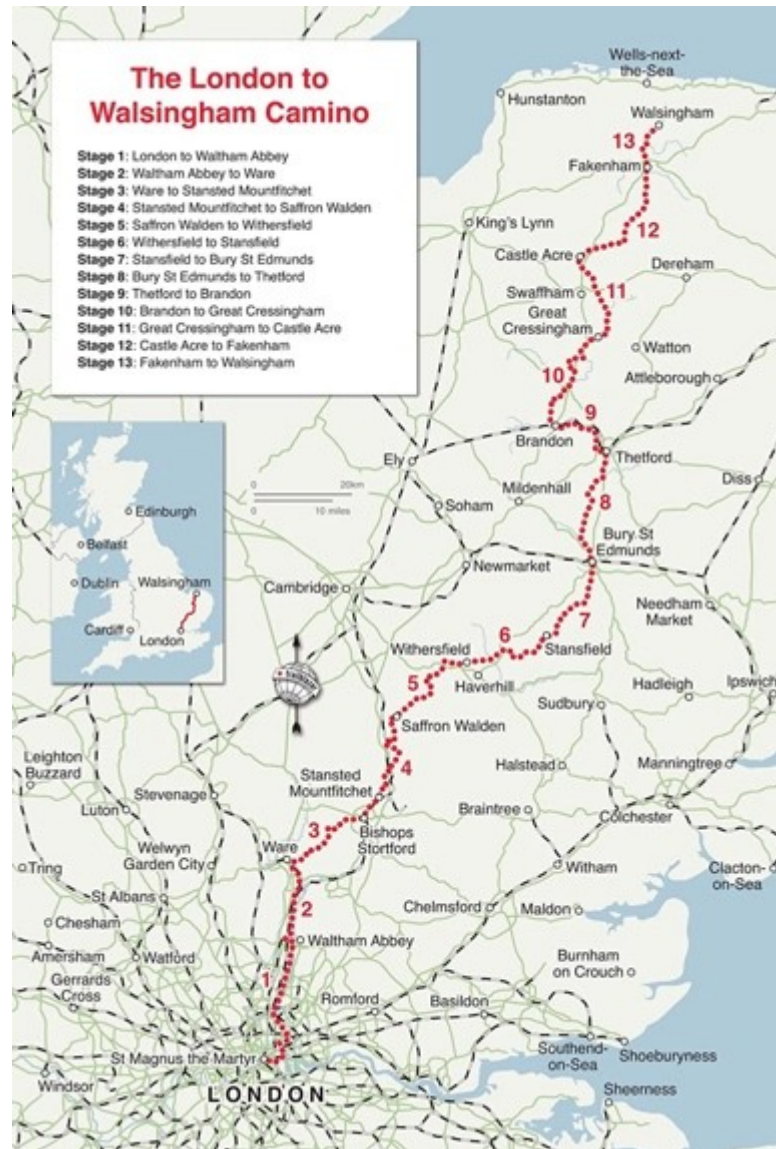 The London to
Walsingham Camino
Stage 1: London to Waltham Abbey
Stage 2: Waltham Abbey to Ware
Stage 3: Ware to Stansted Mountfitchet
Stage 4: Stansted Mountfitchet to Saffron Walden
Stage 5: Saffron Walden to Withersfield
Stage 6: Withersfield to Stansfield
Stage 7: Stansfield to Bury St Edmunds
Stage 8: Bury St Edmunds to Thetford
Stage 9: Thetford to Brandon
Stage 10: Brandon to Great Cressingham
Stage 11: Great Cressingham to Castle Acre
Stage 12: Castle Acre to Fakenham
Stage 13: Fakenham to Walsingham
Wells-next-
the-Sea
Hunstanton
Walsingham
13
Fakenham
King's Lynn
12
Castle Acre
Dereham
Swaffham
11
Great
Cressingham
Watton
10
Attleborough
9
Brandon
Thetford
Ely
Diss
Mildenhall
8
Soham
0
20km
0
10 miles
Bury St
Edmunds
Newmarket
Cambridge
7
Needham
Market
6
Stansfield
Withersfield
Haverhill
5
Hadleigh
Ipswich
Sudbury
Saffron Walden
4
Edinburgh
Belfast
Dublin
Walsingham
Cardiff
London
Leighton
Buzzard
Stevenage
Stansted
Mountfitchet
Halstead
Manningtree
Luton
Braintree
Colchester
3
Bishops
Stortford
Welwyn
Garden City
Ware
Tring
Witham
Clacton-
on-Sea
St Albans
2
Chelmsford
Maldon
Chesham
Waltham Abbey
Amersham
Watford
Burnham
on Crouch
Gerrards
Cross
1
Romford
Basildon
St Magnus the Martyr
Southend-
on-Sea
Shoeburyness
Windsor
LONDON
Sheerness